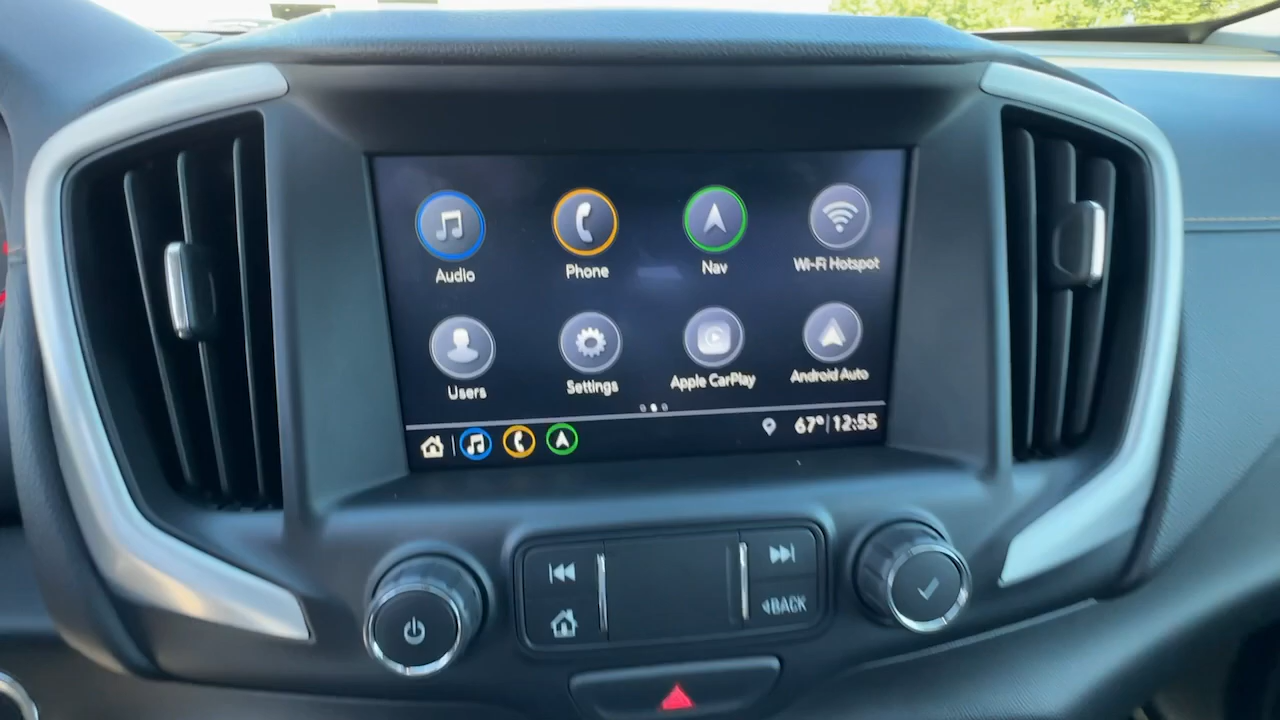 Audio Phone Nav Wi-Fi Hotspot
Users Settings Apple CarPlay Android Auto
67° 12:55
BACK